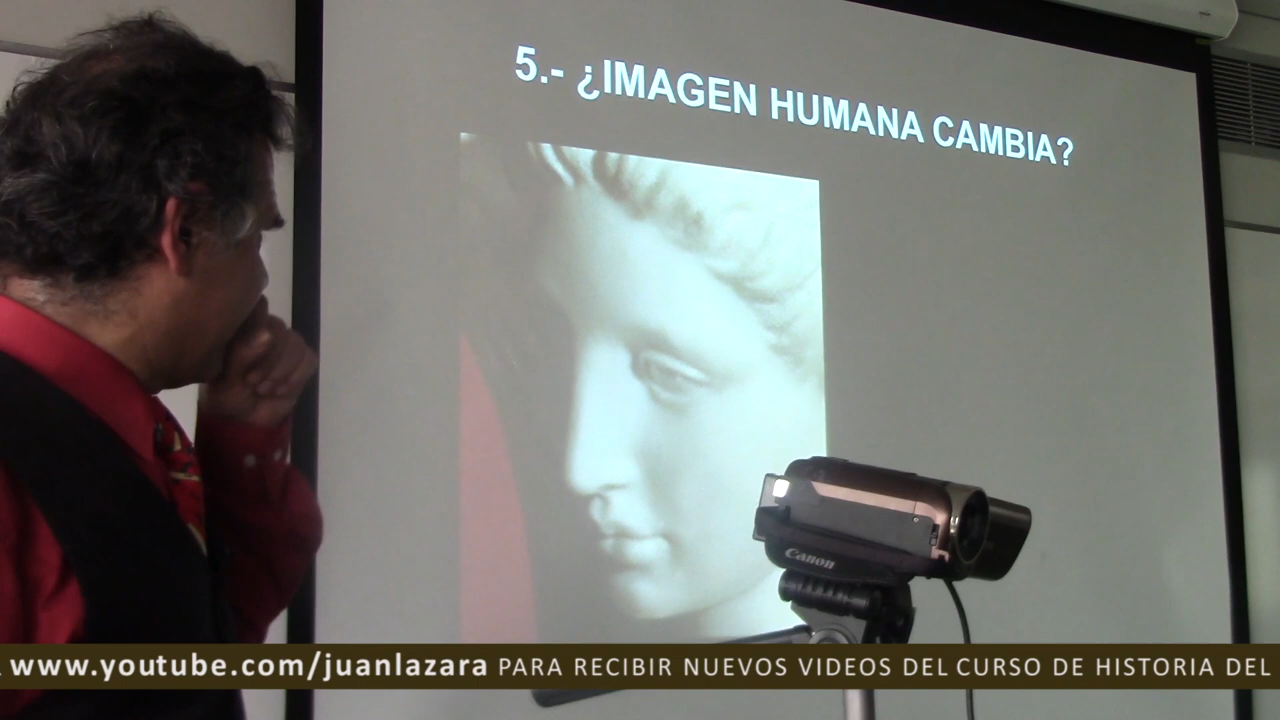 5.- ¿IMAGEN HUMANA CAMBIA?
Canon
www.youtube.com/juanlazara PARA RECIBIR NUEVOS VIDEOS DEL CURSO DE HISTORIA DEL